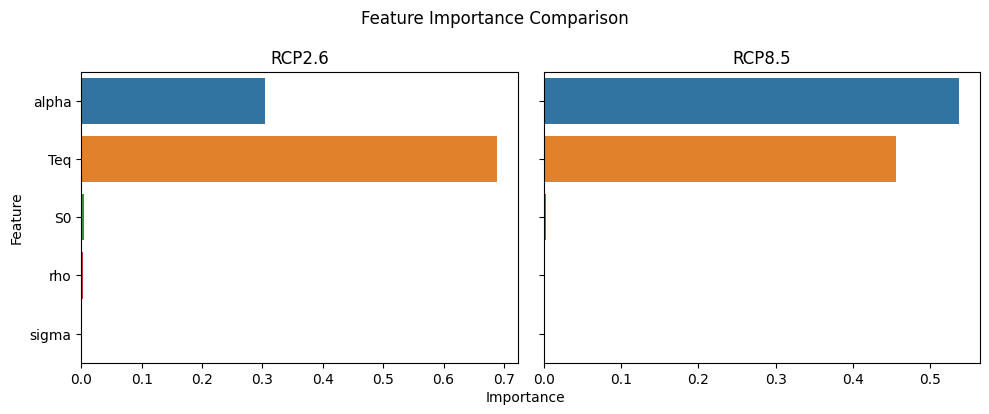 Feature Importance Comparison
RCP2.6
RCP8.5
Feature
alpha
Teq
S0
rho
sigma
0.0 0.1 0.2 0.3 0.4 0.5 0.6 0.7
0.0 0.1 0.2 0.3 0.4 0.5
Importance